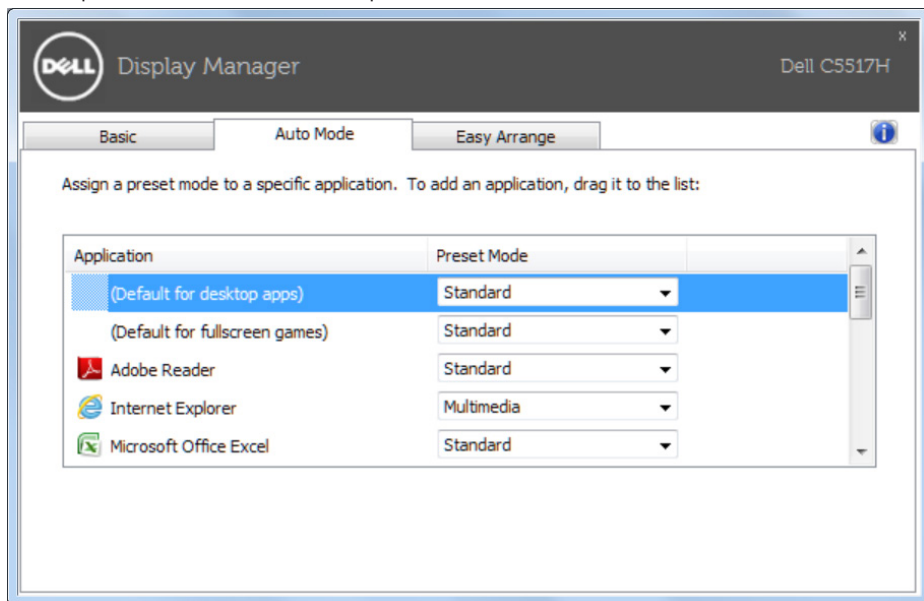 DELL
Display Manager
x
Dell C5517H
Basic
Auto Mode
Easy Arrange
i
Assign a preset mode to a specific application. To add an application, drag it to the list:
Application Preset Mode
(Default for desktop apps) Standard
(Default for fullscreen games) Standard
Adobe Reader Standard
Internet Explorer Multimedia
Microsoft Office Excel Standard